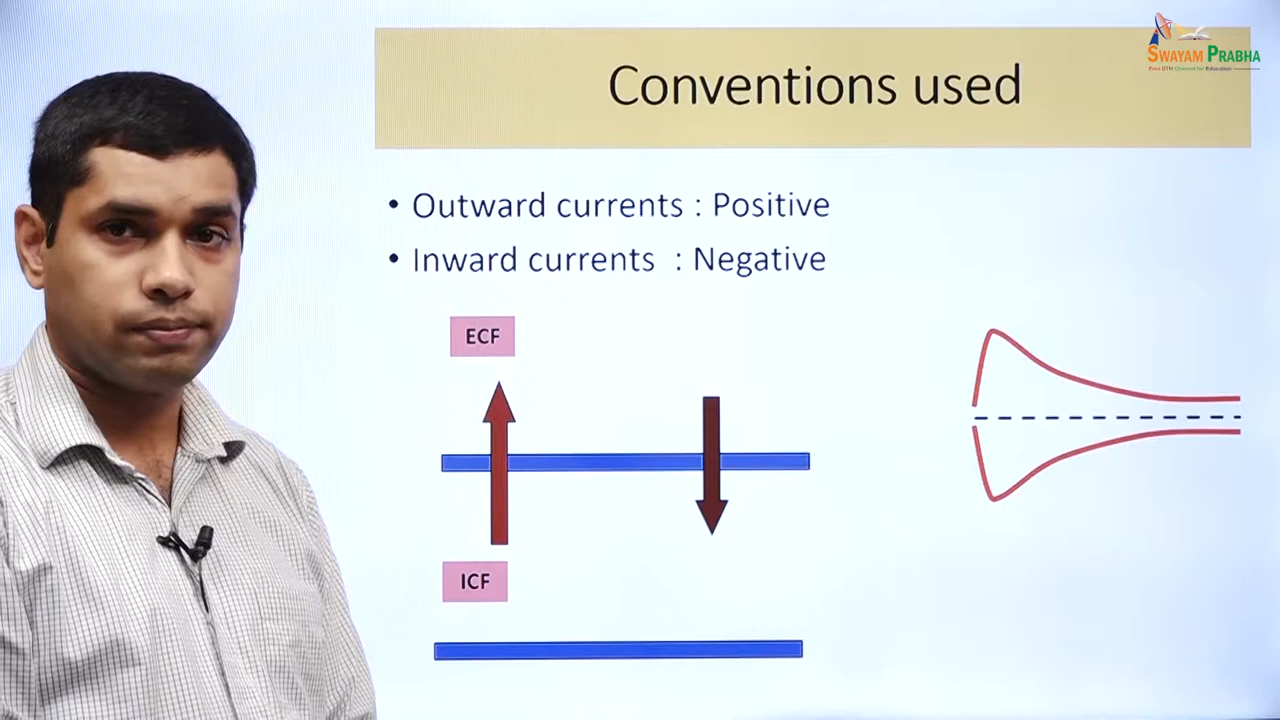 SWAYAM PRABHA
Free DTH Channel for Education
Conventions used
• Outward currents : Positive
• Inward currents : Negative
ECF
ICF